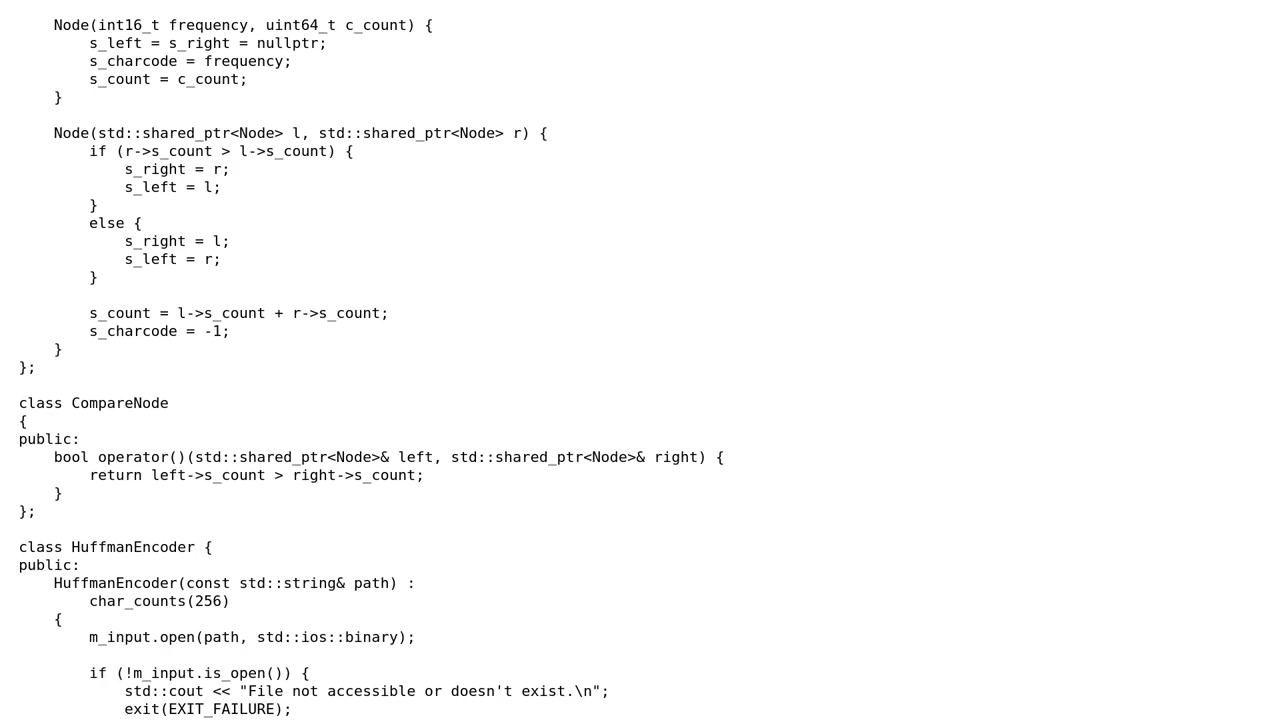 Node(int16_t frequency, uint64_t c_count) {
        s_left = s_right = nullptr;
        s_charcode = frequency;
        s_count = c_count;
    }

    Node(std::shared_ptr<Node> l, std::shared_ptr<Node> r) {
        if (r->s_count > l->s_count) {
            s_right = r;
            s_left = l;
        }
        else {
            s_right = l;
            s_left = r;
        }

        s_count = l->s_count + r->s_count;
        s_charcode = -1;
    }
};

class CompareNode
{
public:
    bool operator()(std::shared_ptr<Node>& left, std::shared_ptr<Node>& right) {
        return left->s_count > right->s_count;
    }
};

class HuffmanEncoder {
public:
    HuffmanEncoder(const std::string& path) :
        char_counts(256)
    {
        m_input.open(path, std::ios::binary);

        if (!m_input.is_open()) {
            std::cout << "File not accessible or doesn't exist.\n";
            exit(EXIT_FAILURE);